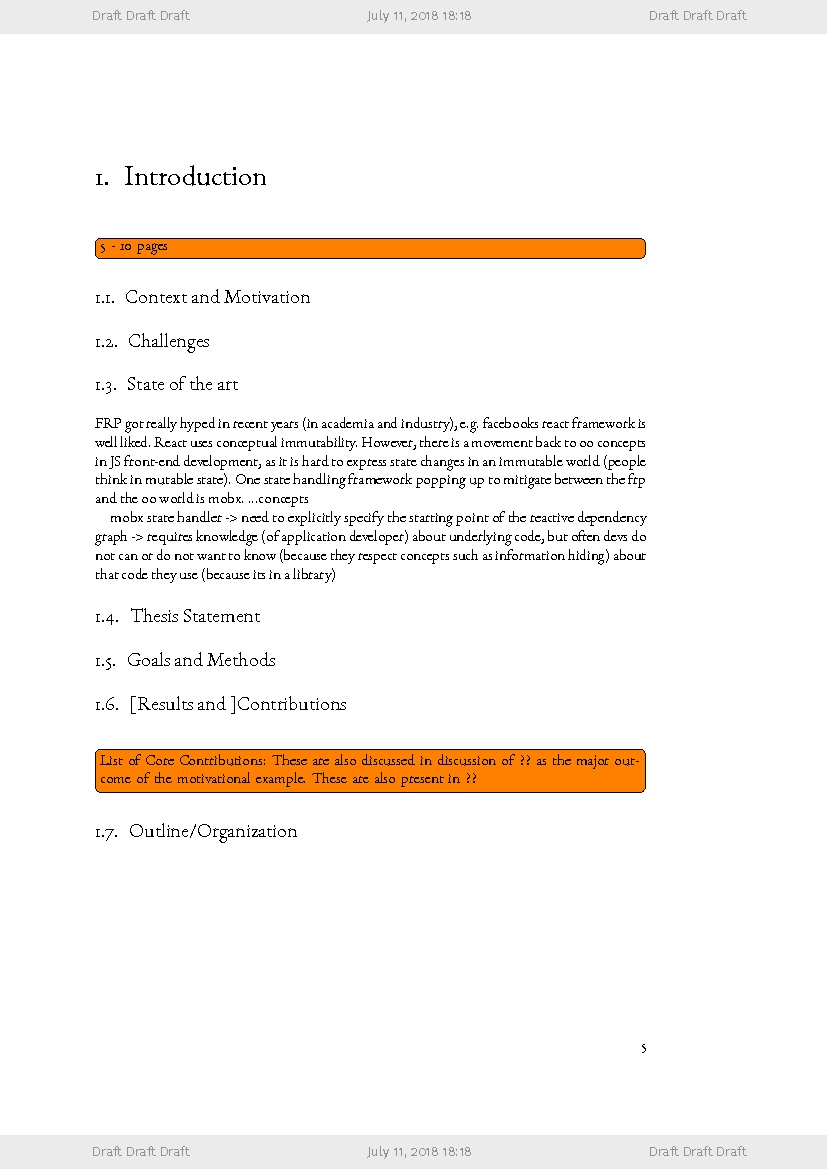 Draft Draft Draft July 11, 2018 18:18 Draft Draft Draft
1. Introduction
5 - 10 pages
1.1. Context and Motivation
1.2. Challenges
1.3. State of the art
FRP got really hyped in recent years (in academia and industry), e.g. facebooks react framework is
well liked. React uses conceptual immutability. However, there is a movement back to oo concepts
in JS front-end development, as it is hard to express state changes in an immutable world (people
think in mutable state). One state handling framework popping up to mitigate between the frp
and the oo world is mobx. ...concepts
mobx state handler -> need to explicitly specify the starting point of the reactive dependency
graph -> requires knowledge (of application developer) about underlying code, but often devs do
not can or do not want to know (because they respect concepts such as information hiding) about
that code they use (because its in a library)
1.4. Thesis Statement
1.5. Goals and Methods
1.6. [Results and ]Contributions
List of Core Contributions: These are also discussed in discussion of ?? as the major out-
come of the motivational example. These are also present in ??
1.7. Outline/Organization
5
Draft Draft Draft July 11, 2018 18:18 Draft Draft Draft